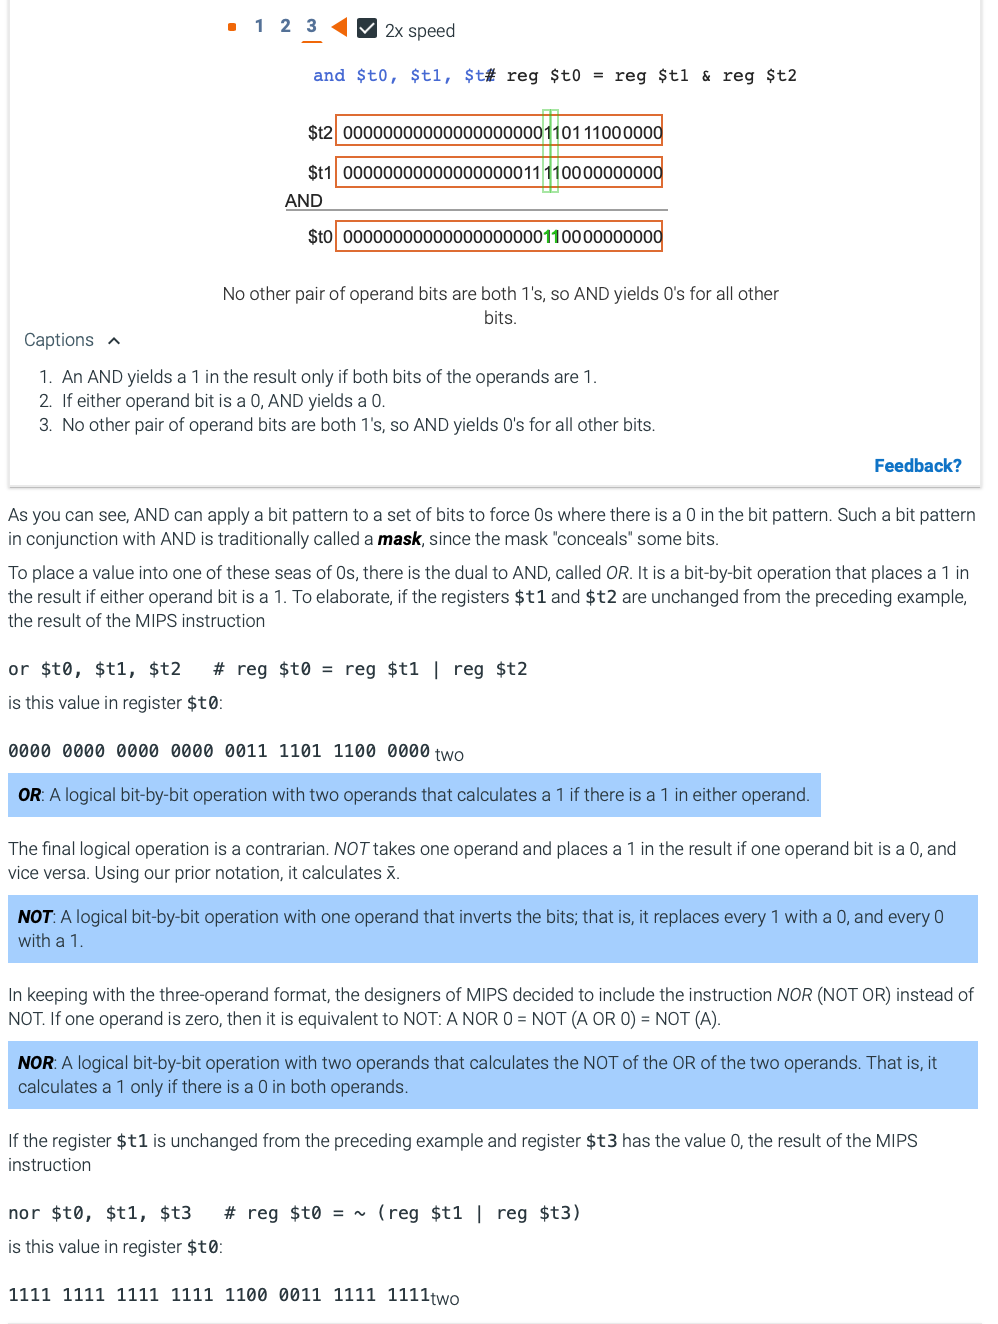 1 2 3 2x speed
and $t0, $t1, $t# reg $t0 = reg $t1 & reg $t2
$t2 00000000000000000000110111000000
$t1 00000000000000000011110000000000
AND
$t0 00000000000000000000110000000000
No other pair of operand bits are both 1's, so AND yields 0's for all other
bits.
Captions
1. An AND yields a 1 in the result only if both bits of the operands are 1.
2. If either operand bit is a 0, AND yields a 0.
3. No other pair of operand bits are both 1's, so AND yields 0's for all other bits.
Feedback?
As you can see, AND can apply a bit pattern to a set of bits to force 0s where there is a 0 in the bit pattern. Such a bit pattern
in conjunction with AND is traditionally called a mask, since the mask "conceals" some bits.
To place a value into one of these seas of 0s, there is the dual to AND, called OR. It is a bit-by-bit operation that places a 1 in
the result if either operand bit is a 1. To elaborate, if the registers $t1 and $t2 are unchanged from the preceding example,
the result of the MIPS instruction
or $t0, $t1, $t2 # reg $t0 = reg $t1 | reg $t2
is this value in register $t0:
0000 0000 0000 0000 0011 1101 1100 0000 two
OR: A logical bit-by-bit operation with two operands that calculates a 1 if there is a 1 in either operand.
The final logical operation is a contrarian. NOT takes one operand and places a 1 in the result if one operand bit is a 0, and
vice versa. Using our prior notation, it calculates x̄.
NOT: A logical bit-by-bit operation with one operand that inverts the bits; that is, it replaces every 1 with a 0, and every 0
with a 1.
In keeping with the three-operand format, the designers of MIPS decided to include the instruction NOR (NOT OR) instead of
NOT. If one operand is zero, then it is equivalent to NOT: A NOR 0 = NOT (A OR 0) = NOT (A).
NOR: A logical bit-by-bit operation with two operands that calculates the NOT of the OR of the two operands. That is, it
calculates a 1 only if there is a 0 in both operands.
If the register $t1 is unchanged from the preceding example and register $t3 has the value 0, the result of the MIPS
instruction
nor $t0, $t1, $t3 # reg $t0 = ~ (reg $t1 | reg $t3)
is this value in register $t0:
1111 1111 1111 1111 1100 0011 1111 1111two